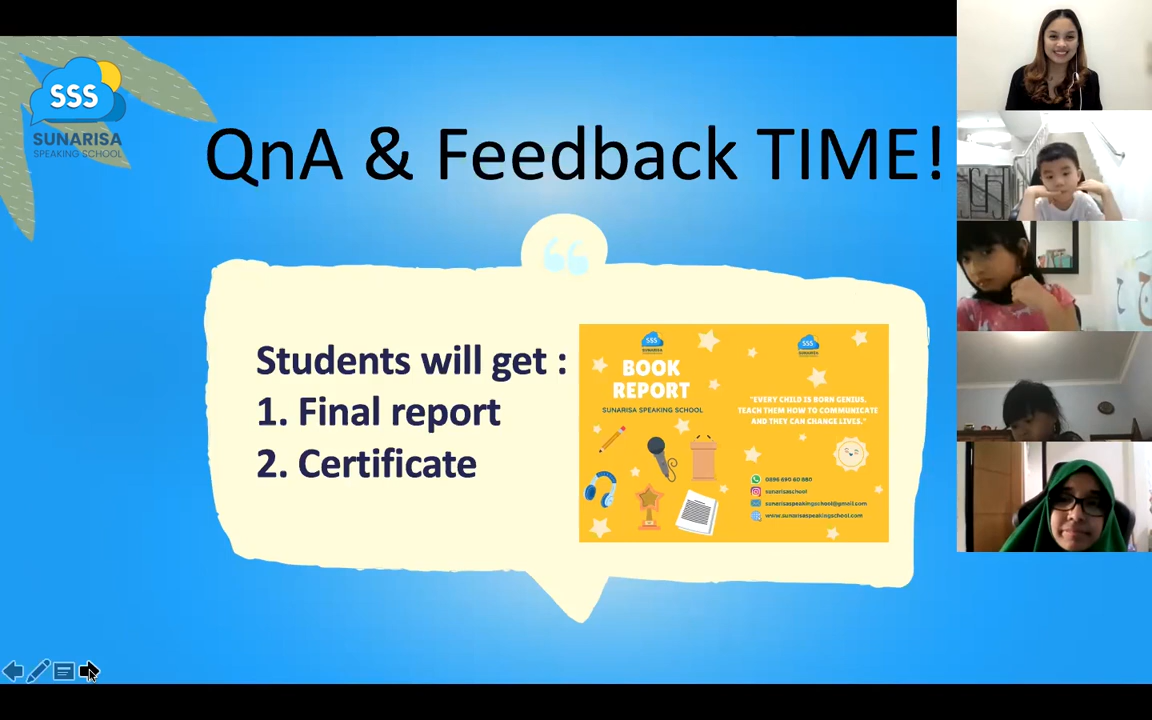 SSS
SUNARISA
SPEAKING SCHOOL
QnA & Feedback TIME!
Students will get :
1. Final report
2. Certificate
SSS
BOOK
REPORT
SUNARISA SPEAKING SCHOOL
SSS
"EVERY CHILD IS BORN GENIUS.
TEACH THEM HOW TO COMMUNICATE
AND THEY CAN CHANGE LIVES."
0896 690 60 880
sunarisaschool
sunarisaspeakingschool@gmail.com
www.sunarisaspeakingschool.com